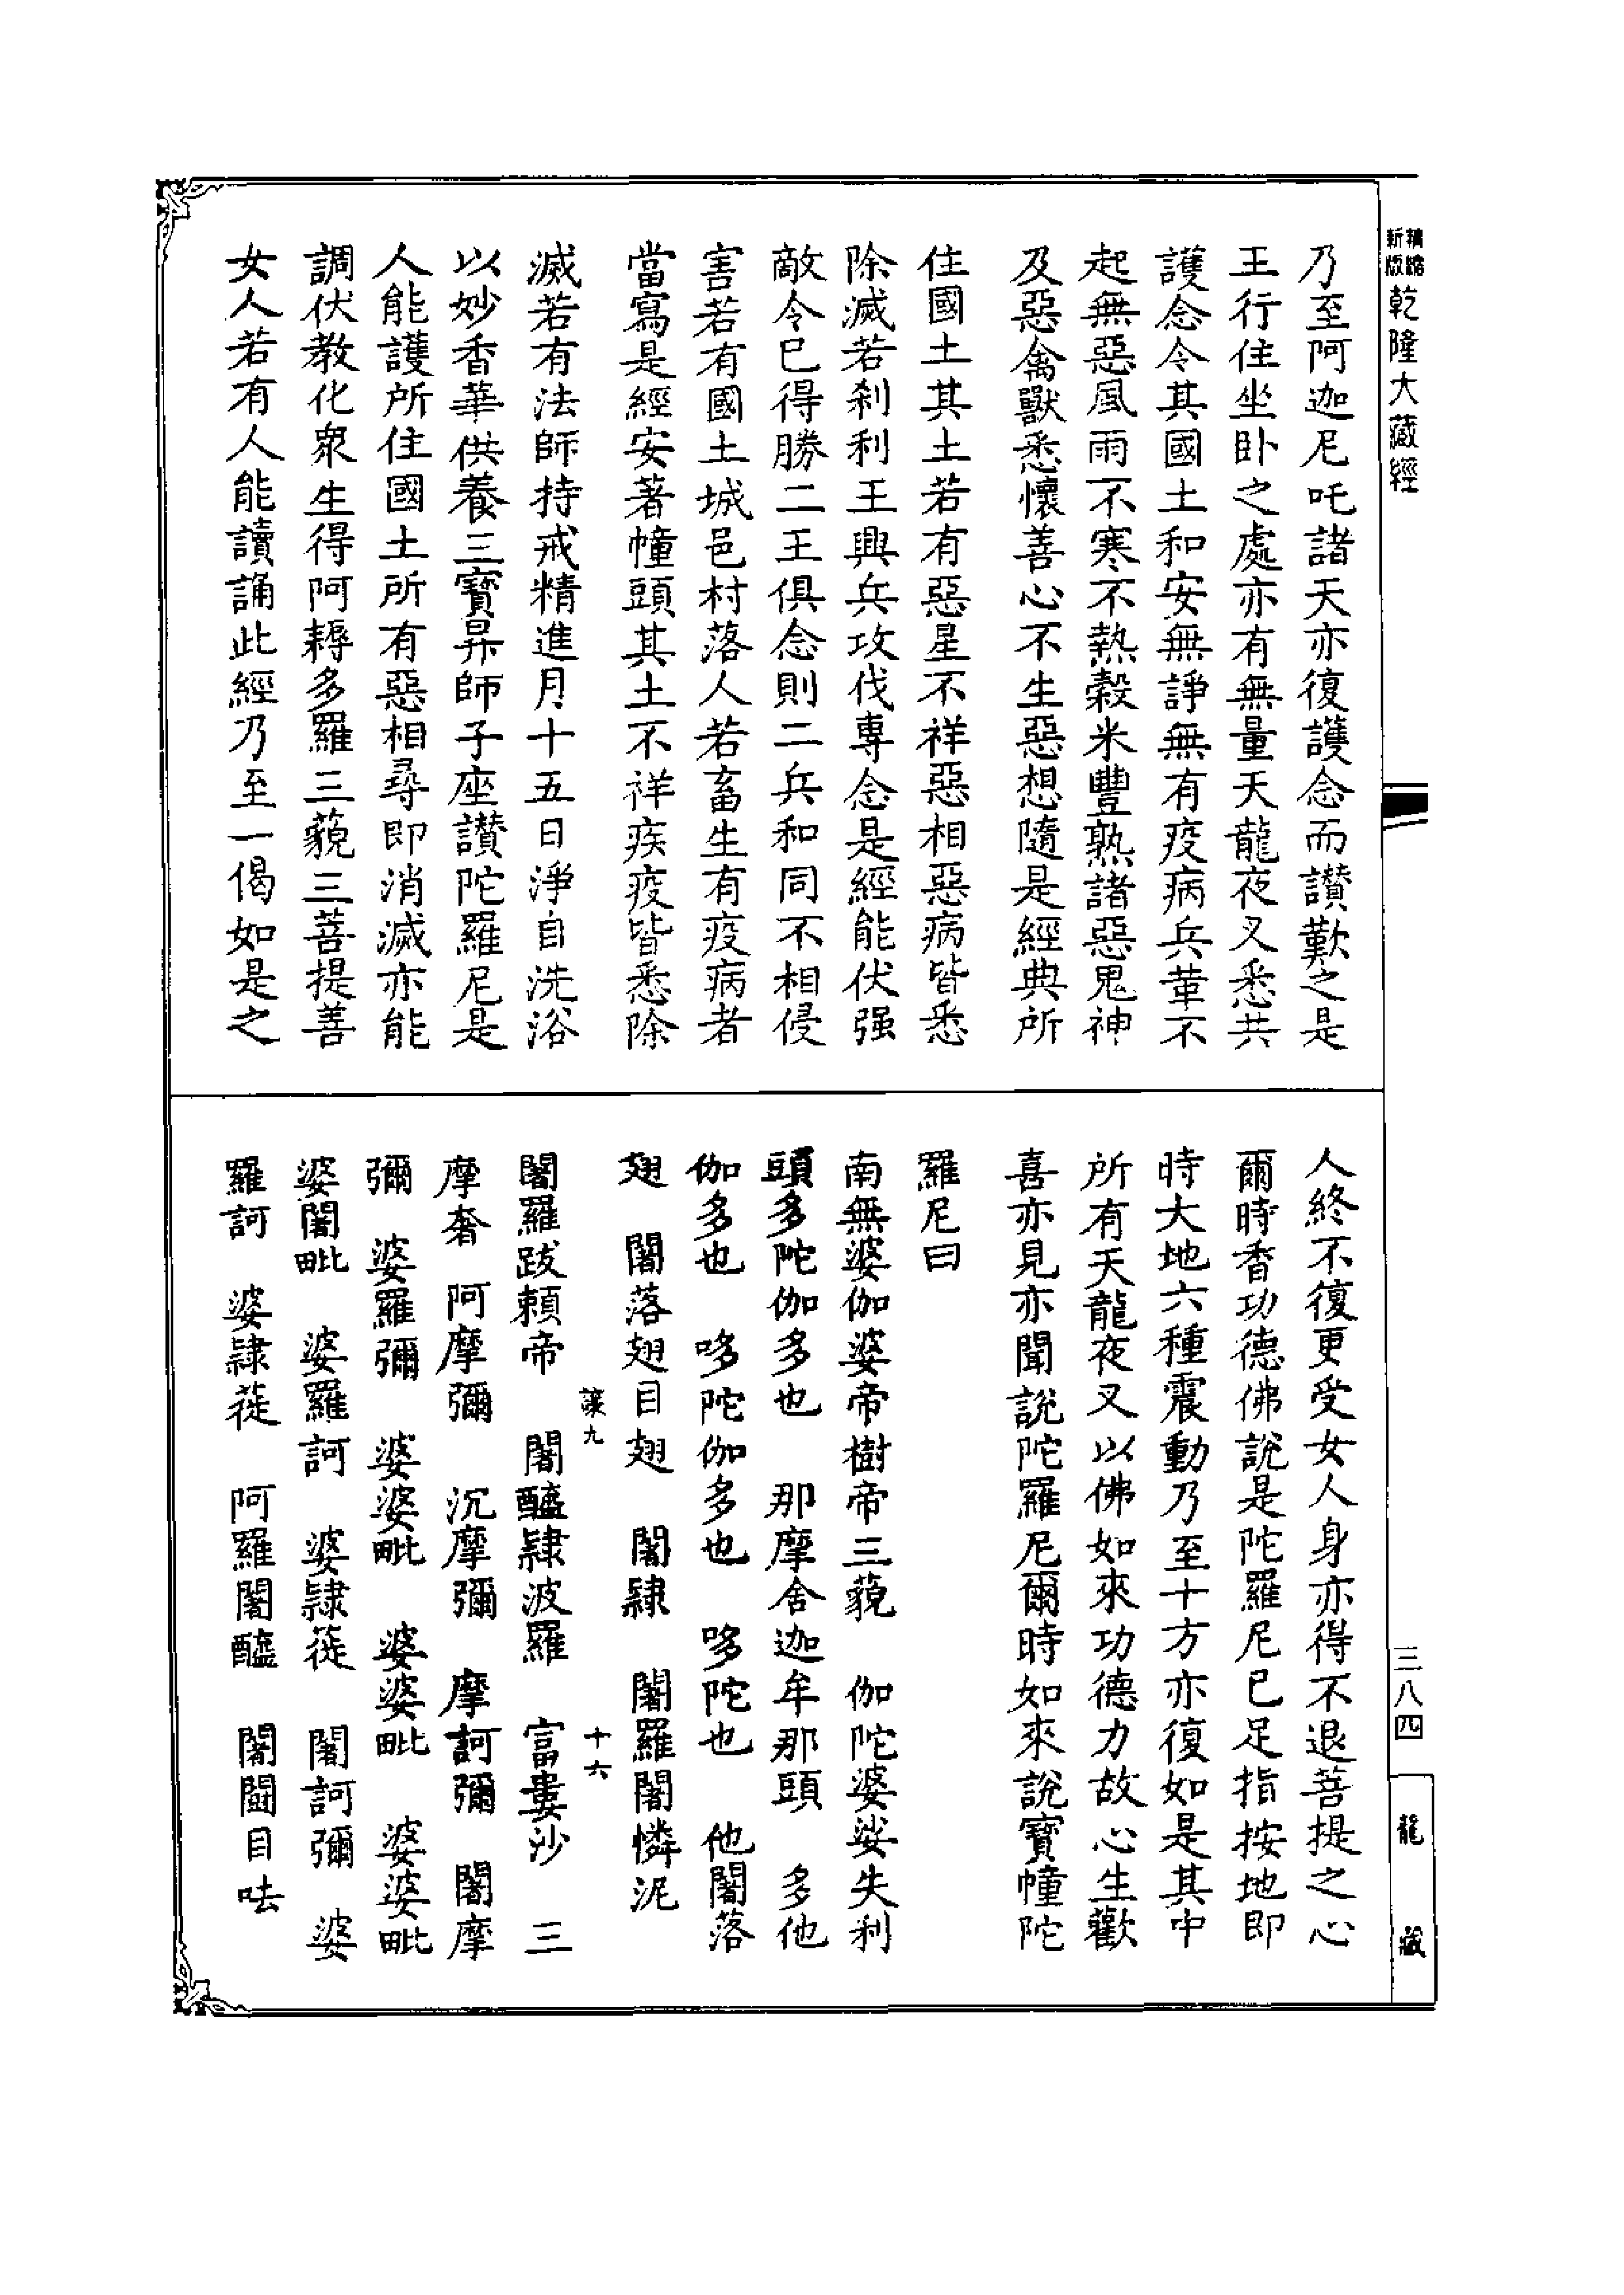 新版 精縮 乾隆大藏經
乃至阿迦尼吒諸天亦復護念而讃歎之是
王行住坐卧之處亦有無量天龍夜叉悉共
護念令其國土和安無諍無有疫病兵革不
起無惡風雨不寒不熱穀米豐熟諸惡鬼神
及惡禽獸悉懷善心不生惡想隨是經典所
住國土其土若有惡星不祥惡相惡病皆悉
除滅若刹利王興兵攻伐專念是經能伏强
敵令已得勝二王俱念則二兵和同不相侵
害若有國土城邑村落人若畜生有疫病者
當寫是經安著幢頭其土不祥疾疫皆悉除
滅若有法師持戒精進月十五日淨自洗浴
以妙香華供養三寶昇師子座讃陀羅尼是
人能護所住國土所有惡相尋即消滅亦能
調伏教化衆生得阿耨多羅三藐三菩提善
女人若有人能讀誦此經乃至一偈如是之
人終不復更受女人身亦得不退菩提之心
爾時香功德佛說是陀羅尼已足指按地即
時大地六種震動乃至十方亦復如是其中
所有天龍夜叉以佛如來功德力故心生歡
喜亦見亦聞說陀羅尼爾時如來說寶幢陀
羅尼曰
南無婆伽婆帝樹帝三藐 伽陀婆娑失利
頭多陀伽多也 那摩舍迦牟那頭 多他
伽多也 哆陀伽多也 哆陀也 他闍落
翅 闍落翅目翅 闍隸 闍羅闍憐泥
讓九 十六
闍羅跋賴帝 闍醯隸波羅 富婁沙 三
摩奢 阿摩彌 沉摩彌 摩訶彌 闍摩
彌 婆羅彌 婆婆毗 婆婆毗 婆婆毗
婆闍毗 婆羅訶 婆隸蓰 闍訶彌 婆
羅訶 婆隸蓰 阿羅闍醯 闍鬪目呿
三八四
龍藏